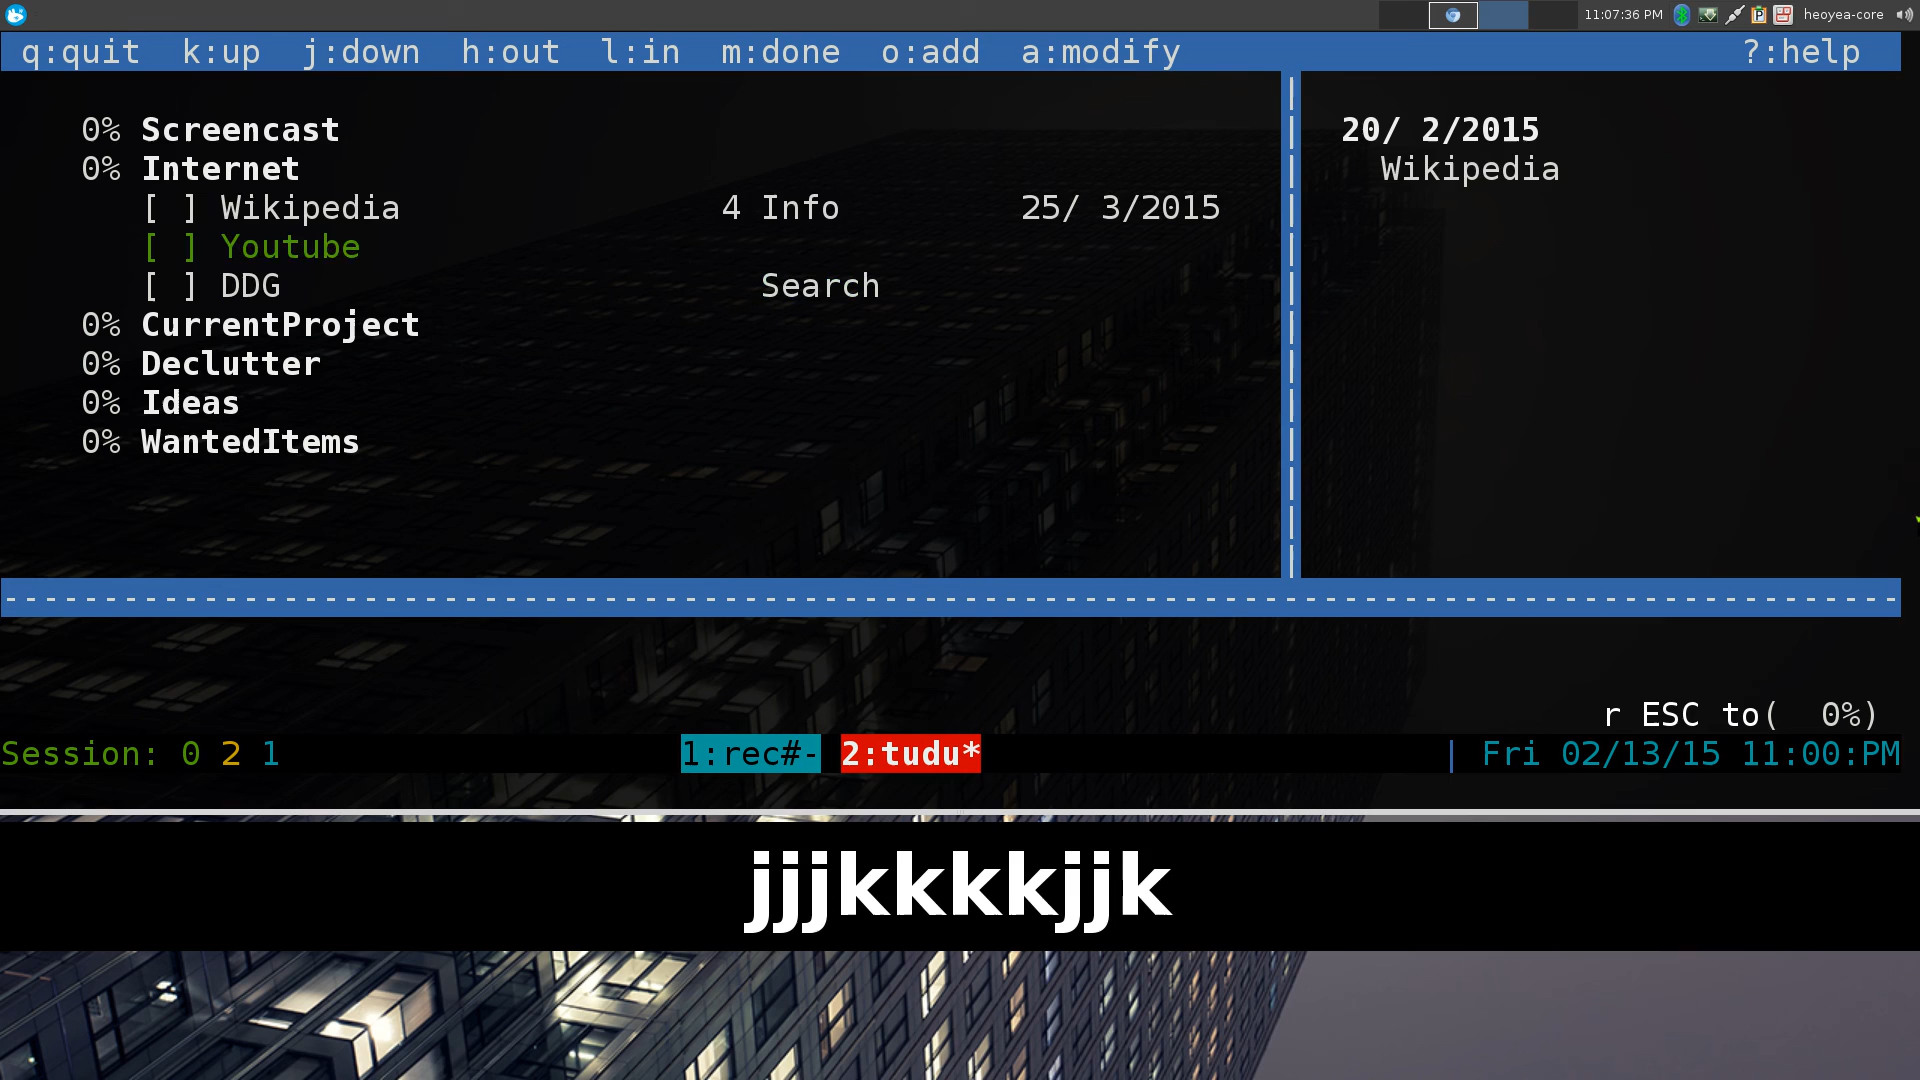 11:07:36 PM heoyea-core
q:quit k:up j:down h:out l:in m:done o:add a:modify ?:help
0% Screencast
0% Internet
[ ] Wikipedia 4 Info 25/ 3/2015
[ ] Youtube
[ ] DDG Search
0% CurrentProject
0% Declutter
0% Ideas
0% WantedItems
20/ 2/2015
Wikipedia
r ESC to( 0%)
Session: 0 2 1 1:rec#- 2:tudu* | Fri 02/13/15 11:00:PM
jjjkkkkjjk